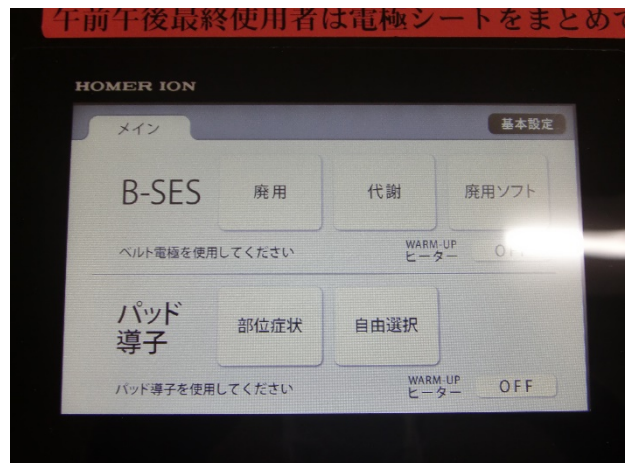 午前午後最終使用者は電極シートをまとめて
HOMER ION
メイン
基本設定
B-SES
廃用
代謝
廃用ソフト
ベルト電極を使用してください
WARM-UP
ヒーター
パッド
導子
部位症状
自由選択
パッド導子を使用してください
WARM-UP
ヒーター
OFF